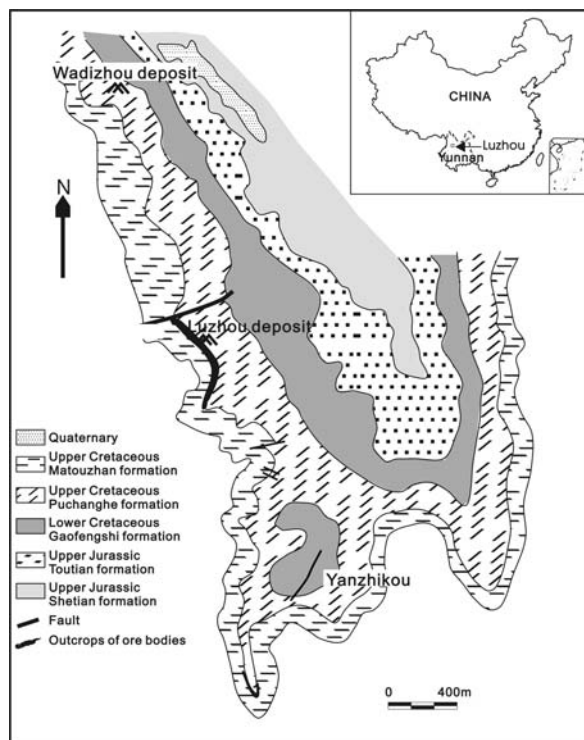 Wadizhou deposit
CHINA
Luzhou
Yunnan
N
Luzhou deposit
Quaternary
Upper Cretaceous
Matouzhan formation
Upper Cretaceous
Puchanghe formation
Lower Cretaceous
Gaofengshi formation
Upper Jurassic
Toutian formation
Upper Jurassic
Shetian formation
Fault
Outcrops of ore bodies
Yanzhikou
0 400m